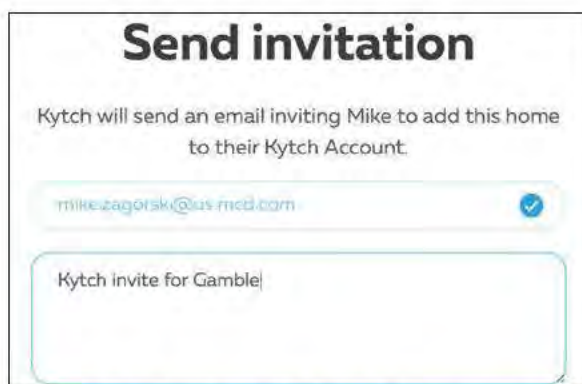 Send invitation
Kytch will send an email inviting Mike to add this home
to their Kytch Account.
mike.zagorski@us.mcd.com
Kytch invite for Gamble